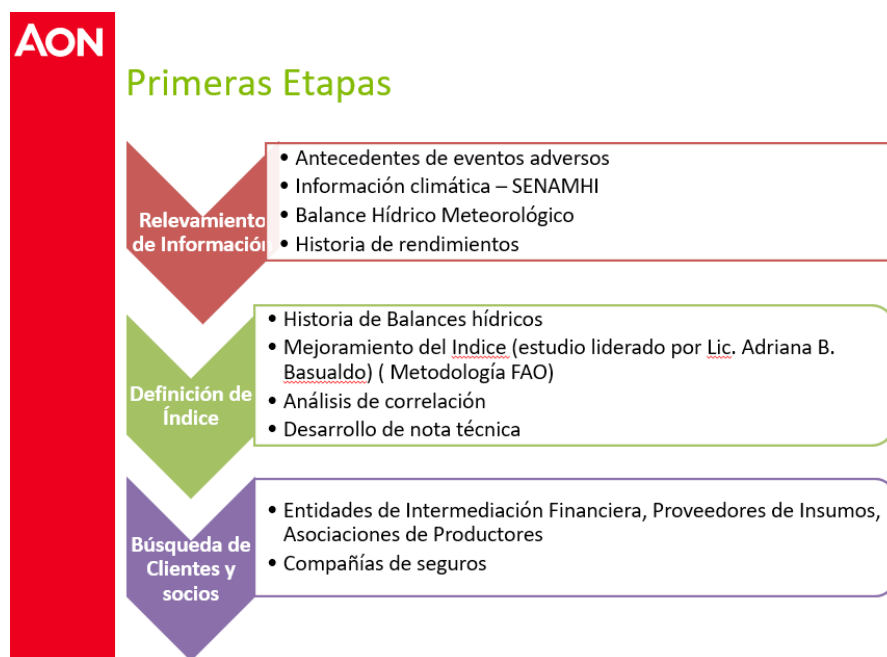 AON
Primeras Etapas
Relevamiento
de Información
• Antecedentes de eventos adversos
• Información climática – SENAMHI
• Balance Hídrico Meteorológico
• Historia de rendimientos
Definición de
Índice
• Historia de Balances hídricos
• Mejoramiento del Indice (estudio liderado por Lic. Adriana B.
Basualdo) ( Metodología FAO)
• Análisis de correlación
• Desarrollo de nota técnica
Búsqueda de
Clientes y
socios
• Entidades de Intermediación Financiera, Proveedores de Insumos,
Asociaciones de Productores
• Compañías de seguros